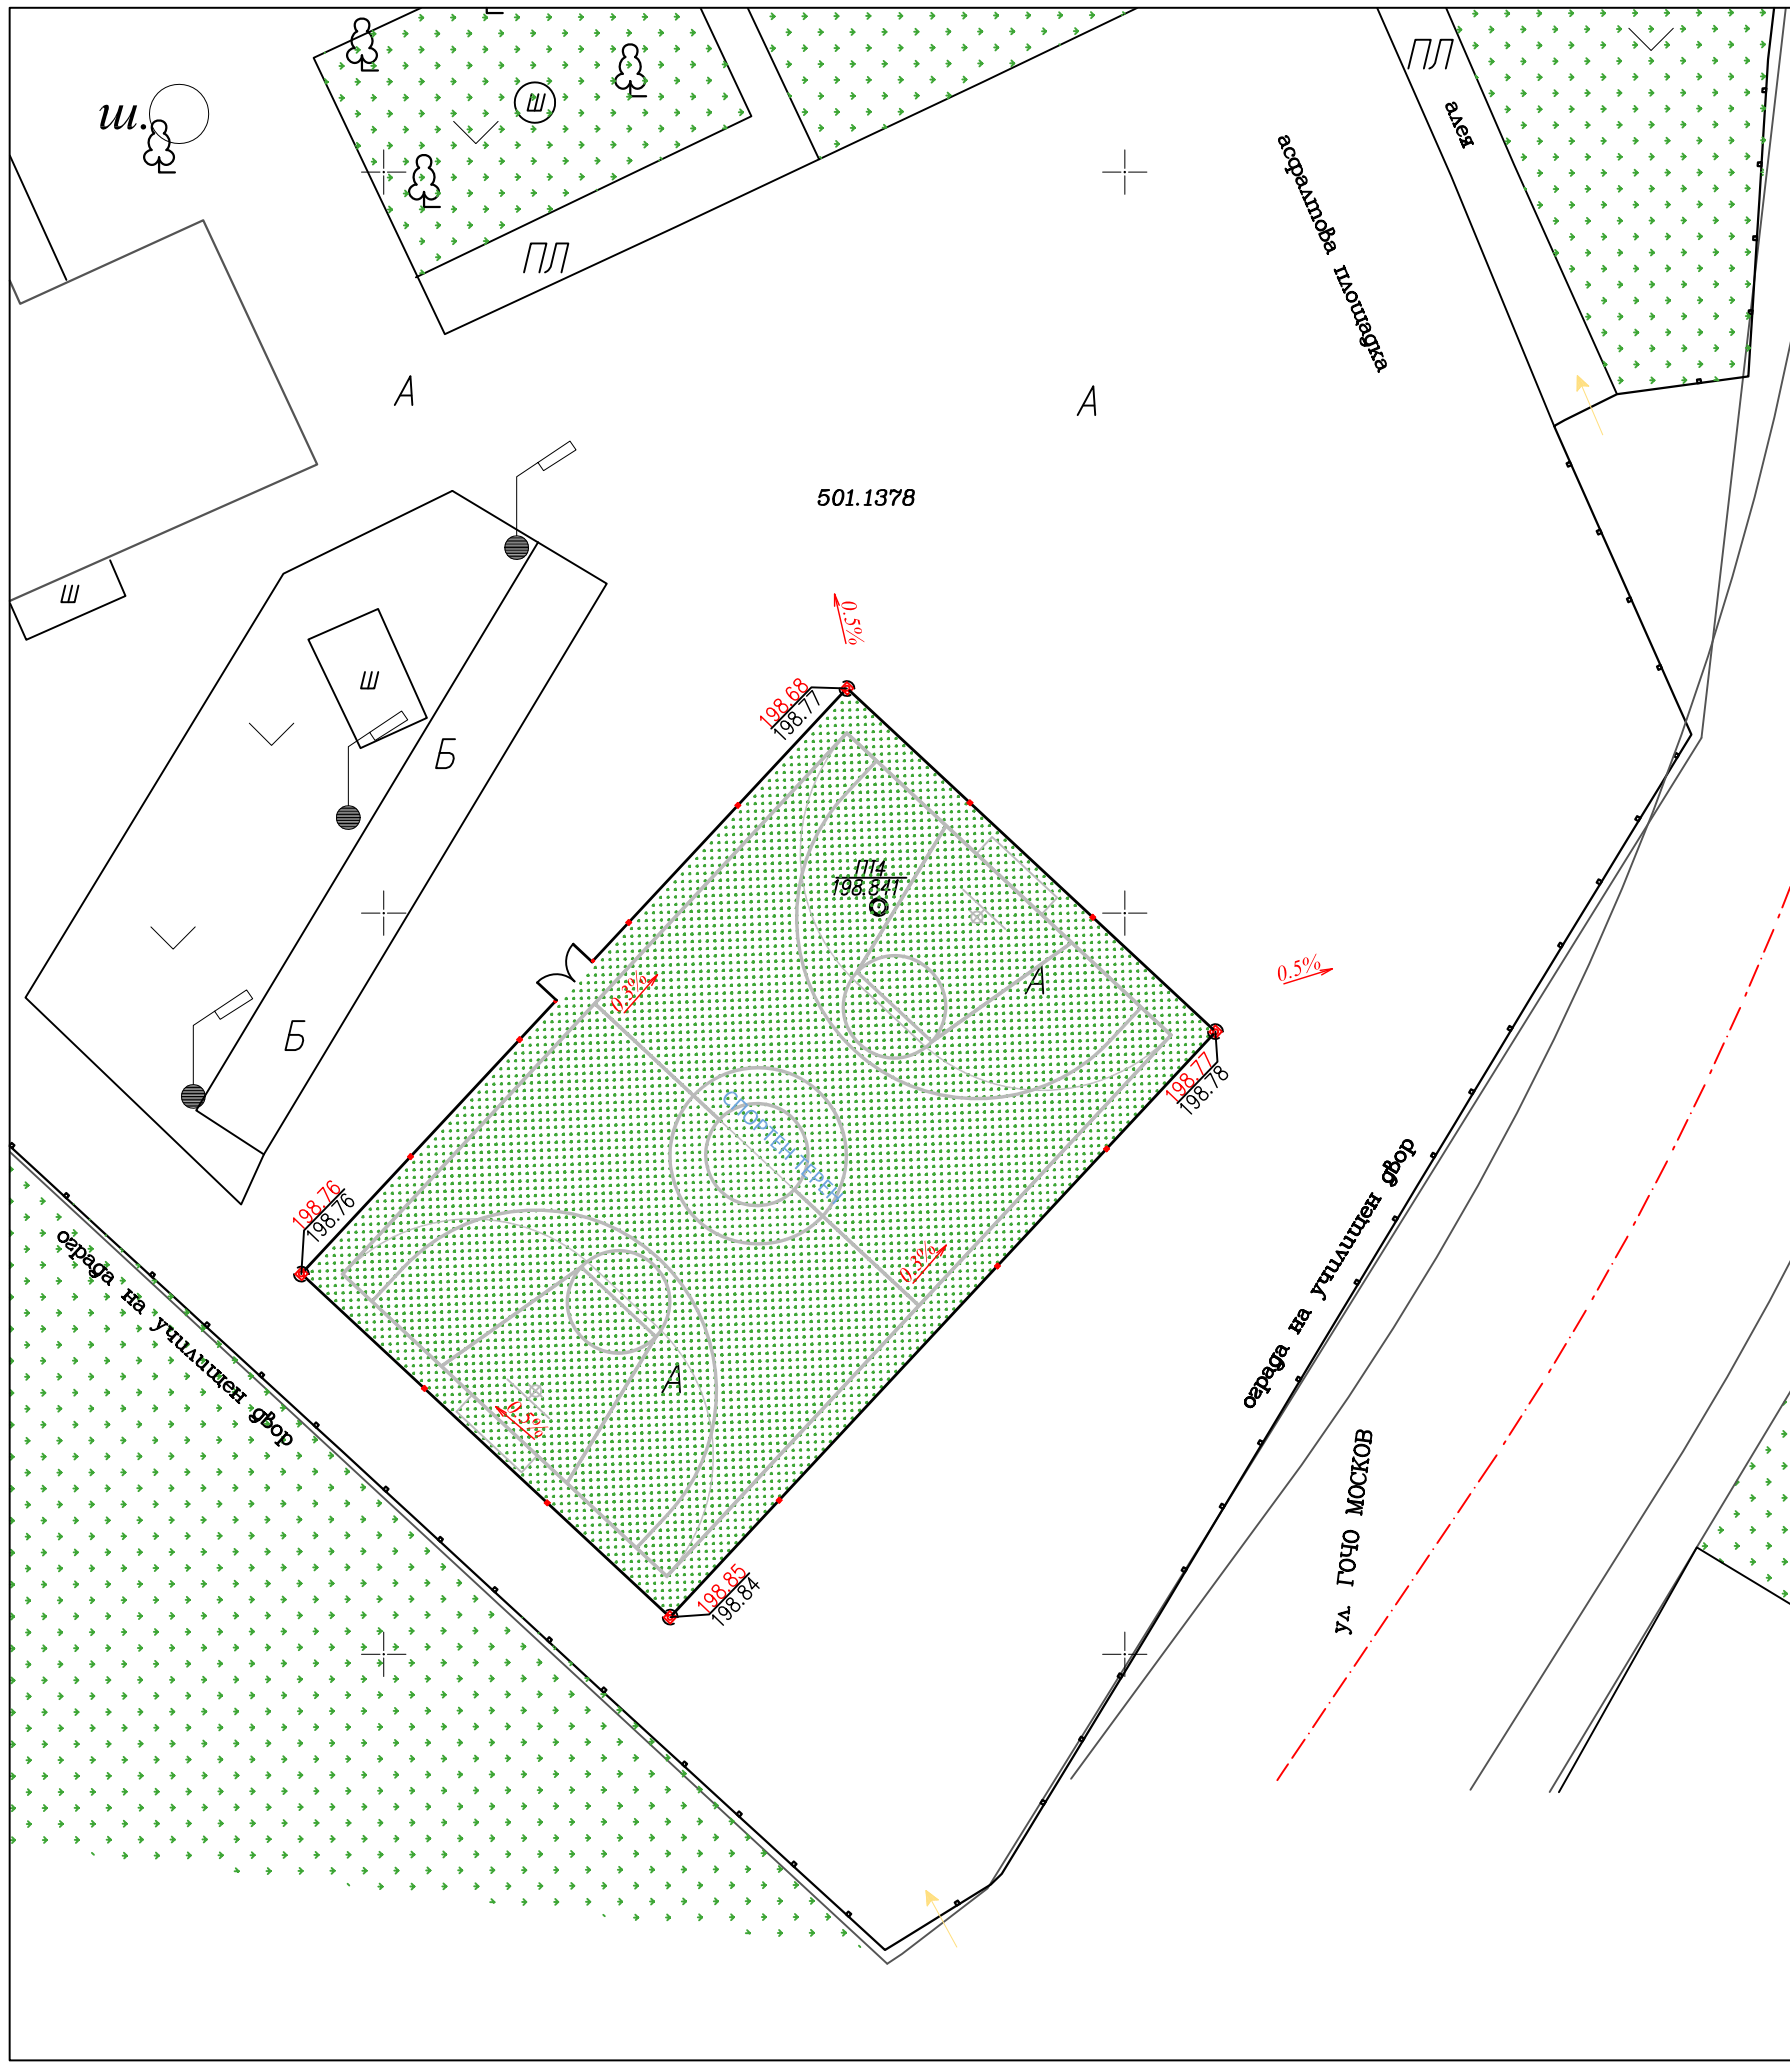 ПЛ
алея
ш.
Ш
асфалтова площадка
ПЛ
А
А
501.1378
Ш
0.5%
Ш
198.68
198.77
Б
ПТ4
198.841
0.5%
А
0.3%
Б
198.77
198.78
СПОРТЕН ТЕРЕН
198.76
198.76
ограда на училищен двор
ограда на училищен двор
0.3%
А
0.5%
ул. ГОЧО МОСКОВ
198.85
198.84